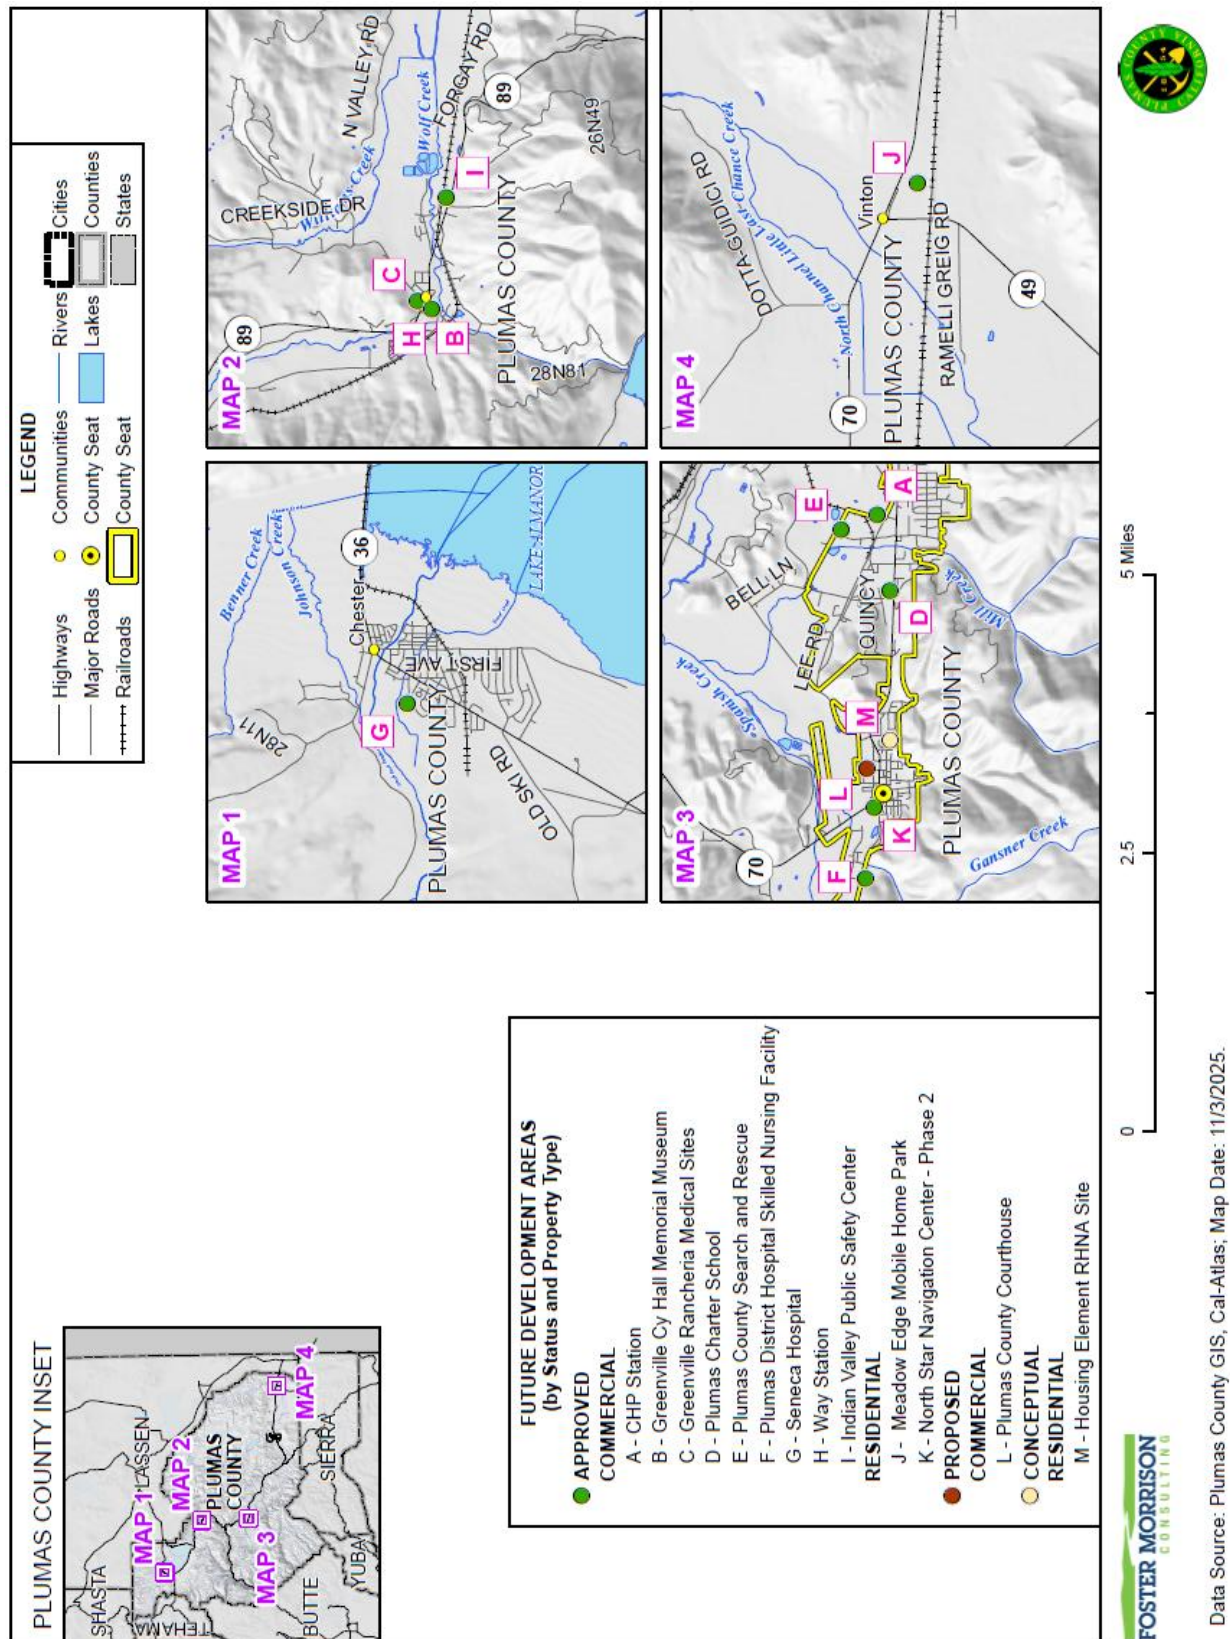 PLUMAS COUNTY INSET
SHASTA
LASSEN
TEHAMA
PLUMAS
COUNTY
BUTTE
SIERRA
YUBA
MAP 1
MAP 2
MAP 3
MAP 4
LEGEND
Highways
Major Roads
Railroads
Communities
County Seat
County Seat
Rivers
Lakes
Cities
Counties
States
FUTURE DEVELOPMENT AREAS
(by Status and Property Type)
APPROVED
COMMERCIAL
A - CHP Station
B - Greenville Cy Hall Memorial Museum
C - Greenville Rancheria Medical Sites
D - Plumas Charter School
E - Plumas County Search and Rescue
F - Plumas District Hospital Skilled Nursing Facility
G - Seneca Hospital
H - Way Station
I - Indian Valley Public Safety Center
RESIDENTIAL
J - Meadow Edge Mobile Home Park
K - North Star Navigation Center - Phase 2
PROPOSED
COMMERCIAL
L - Plumas County Courthouse
CONCEPTUAL
RESIDENTIAL
M - Housing Element RHNA Site
MAP 1
28N11
Benner Creek
Johnson Creek
Chester
36
G
FIRST AVE
PLUMAS COUNTY
OLD SKI RD
LAKE ALMANOR
MAP 2
89
CREEKSIDE DR
N VALLEY RD
Wolf Creek
FORGAY RD
C
H
B
I
89
PLUMAS COUNTY
28N81
26N49
MAP 3
70
Spanish Creek
BELL LN
LEE RD
QUINCY
E
A
D
M
L
K
F
Mill Creek
PLUMAS COUNTY
Gansner Creek
MAP 4
DOTTA-GUIDICI RD
North Channel Little Last Chance Creek
70
Vinton
J
PLUMAS COUNTY
RAMELLI GREIG RD
49
0
2.5
5 Miles
FOSTER MORRISON
CONSULTING
PLUMAS COUNTY CALIFORNIA
Data Source: Plumas County GIS, Cal-Atlas; Map Date: 11/3/2025.